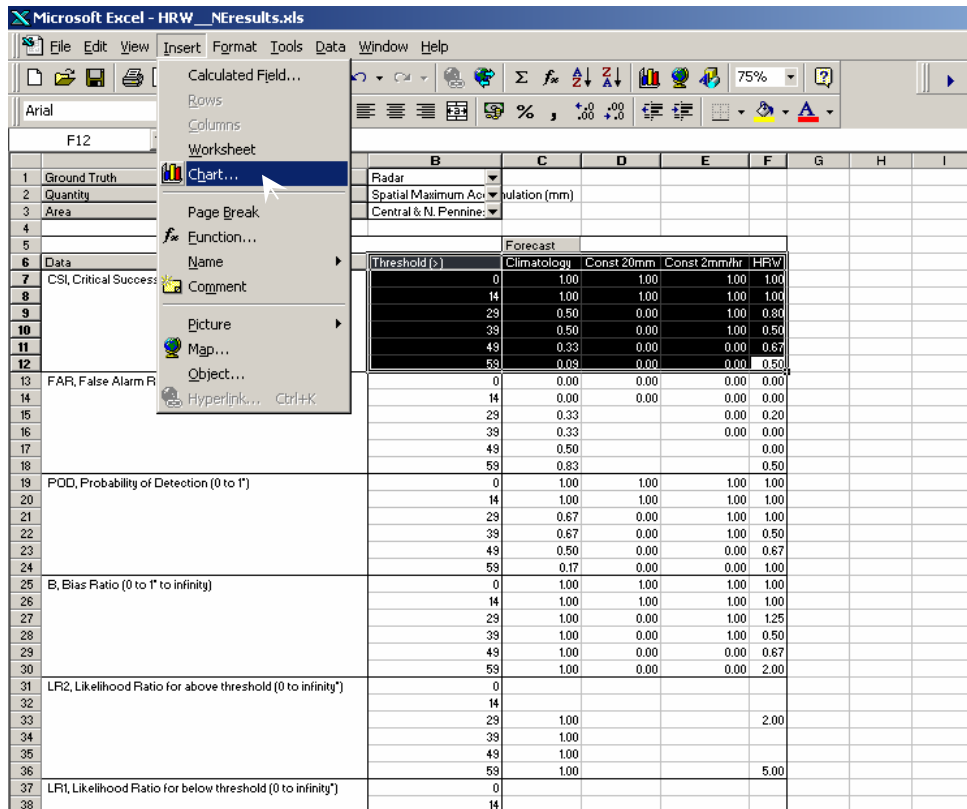 Microsoft Excel - HRW__NEresults.xls
File Edit View Insert Format Tools Data Window Help
75%
Arial
F12
Calculated Field...
Rows
Columns
Worksheet
Chart...
Page Break
Function...
Name
Comment
Picture
Map...
Object...
Hyperlink... Ctrl+K
B C D E F G H I
1 Ground Truth Radar
2 Quantity Spatial Maximum Acc mulation (mm)
3 Area Central & N. Pennines
4
5 Forecast
6 Data Threshold (>) Climatology Const 20mm Const 2mm/hr HRW
7 CSI, Critical Success 0 1.00 1.00 1.00 1.00
8 14 1.00 1.00 1.00 1.00
9 29 0.50 0.00 1.00 0.80
10 39 0.50 0.00 1.00 0.50
11 49 0.33 0.00 0.00 0.67
12 59 0.09 0.00 0.00 0.50
13 FAR, False Alarm R 0 0.00 0.00 0.00 0.00
14 14 0.00 0.00 0.00 0.00
15 29 0.33 0.00 0.20
16 39 0.33 0.00 0.00
17 49 0.50 0.00
18 59 0.83 0.50
19 POD, Probability of Detection (0 to 1*) 0 1.00 1.00 1.00 1.00
20 14 1.00 1.00 1.00 1.00
21 29 0.67 0.00 1.00 1.00
22 39 0.67 0.00 1.00 0.50
23 49 0.50 0.00 0.00 0.67
24 59 0.17 0.00 0.00 1.00
25 B, Bias Ratio (0 to 1* to infinity) 0 1.00 1.00 1.00 1.00
26 14 1.00 1.00 1.00 1.00
27 29 1.00 0.00 1.00 1.25
28 39 1.00 0.00 1.00 0.50
29 49 1.00 0.00 0.00 0.67
30 59 1.00 0.00 0.00 2.00
31 LR2, Likelihood Ratio for above threshold (0 to infinity*) 0
32 14
33 29 1.00 2.00
34 39 1.00
35 49 1.00
36 59 1.00 5.00
37 LR1, Likelihood Ratio for below threshold (0 to infinity*) 0
38 14